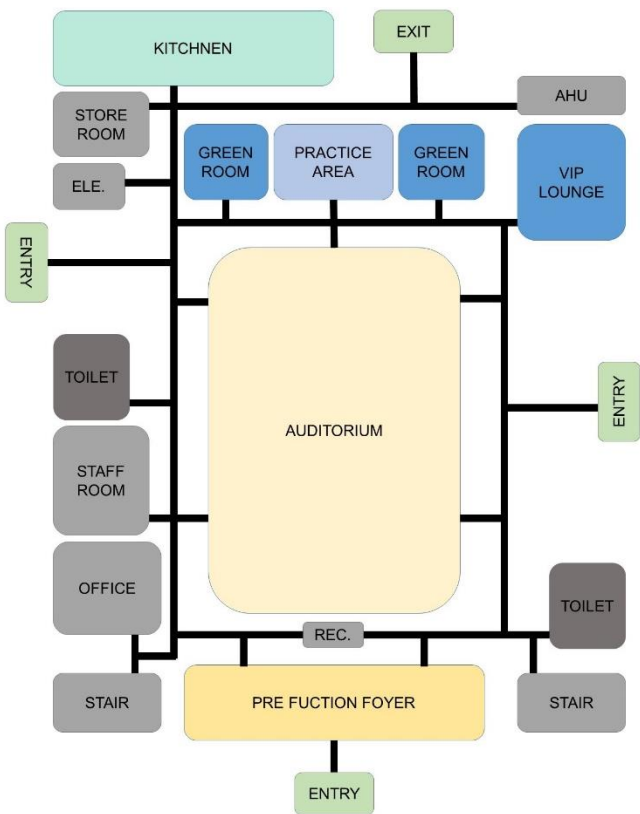 KITCHNEN
EXIT
STORE
ROOM
AHU
GREEN
ROOM
PRACTICE
AREA
GREEN
ROOM
VIP
LOUNGE
ELE.
ENTRY
TOILET
AUDITORIUM
ENTRY
STAFF
ROOM
OFFICE
TOILET
REC.
STAIR
PRE FUCTION FOYER
STAIR
ENTRY